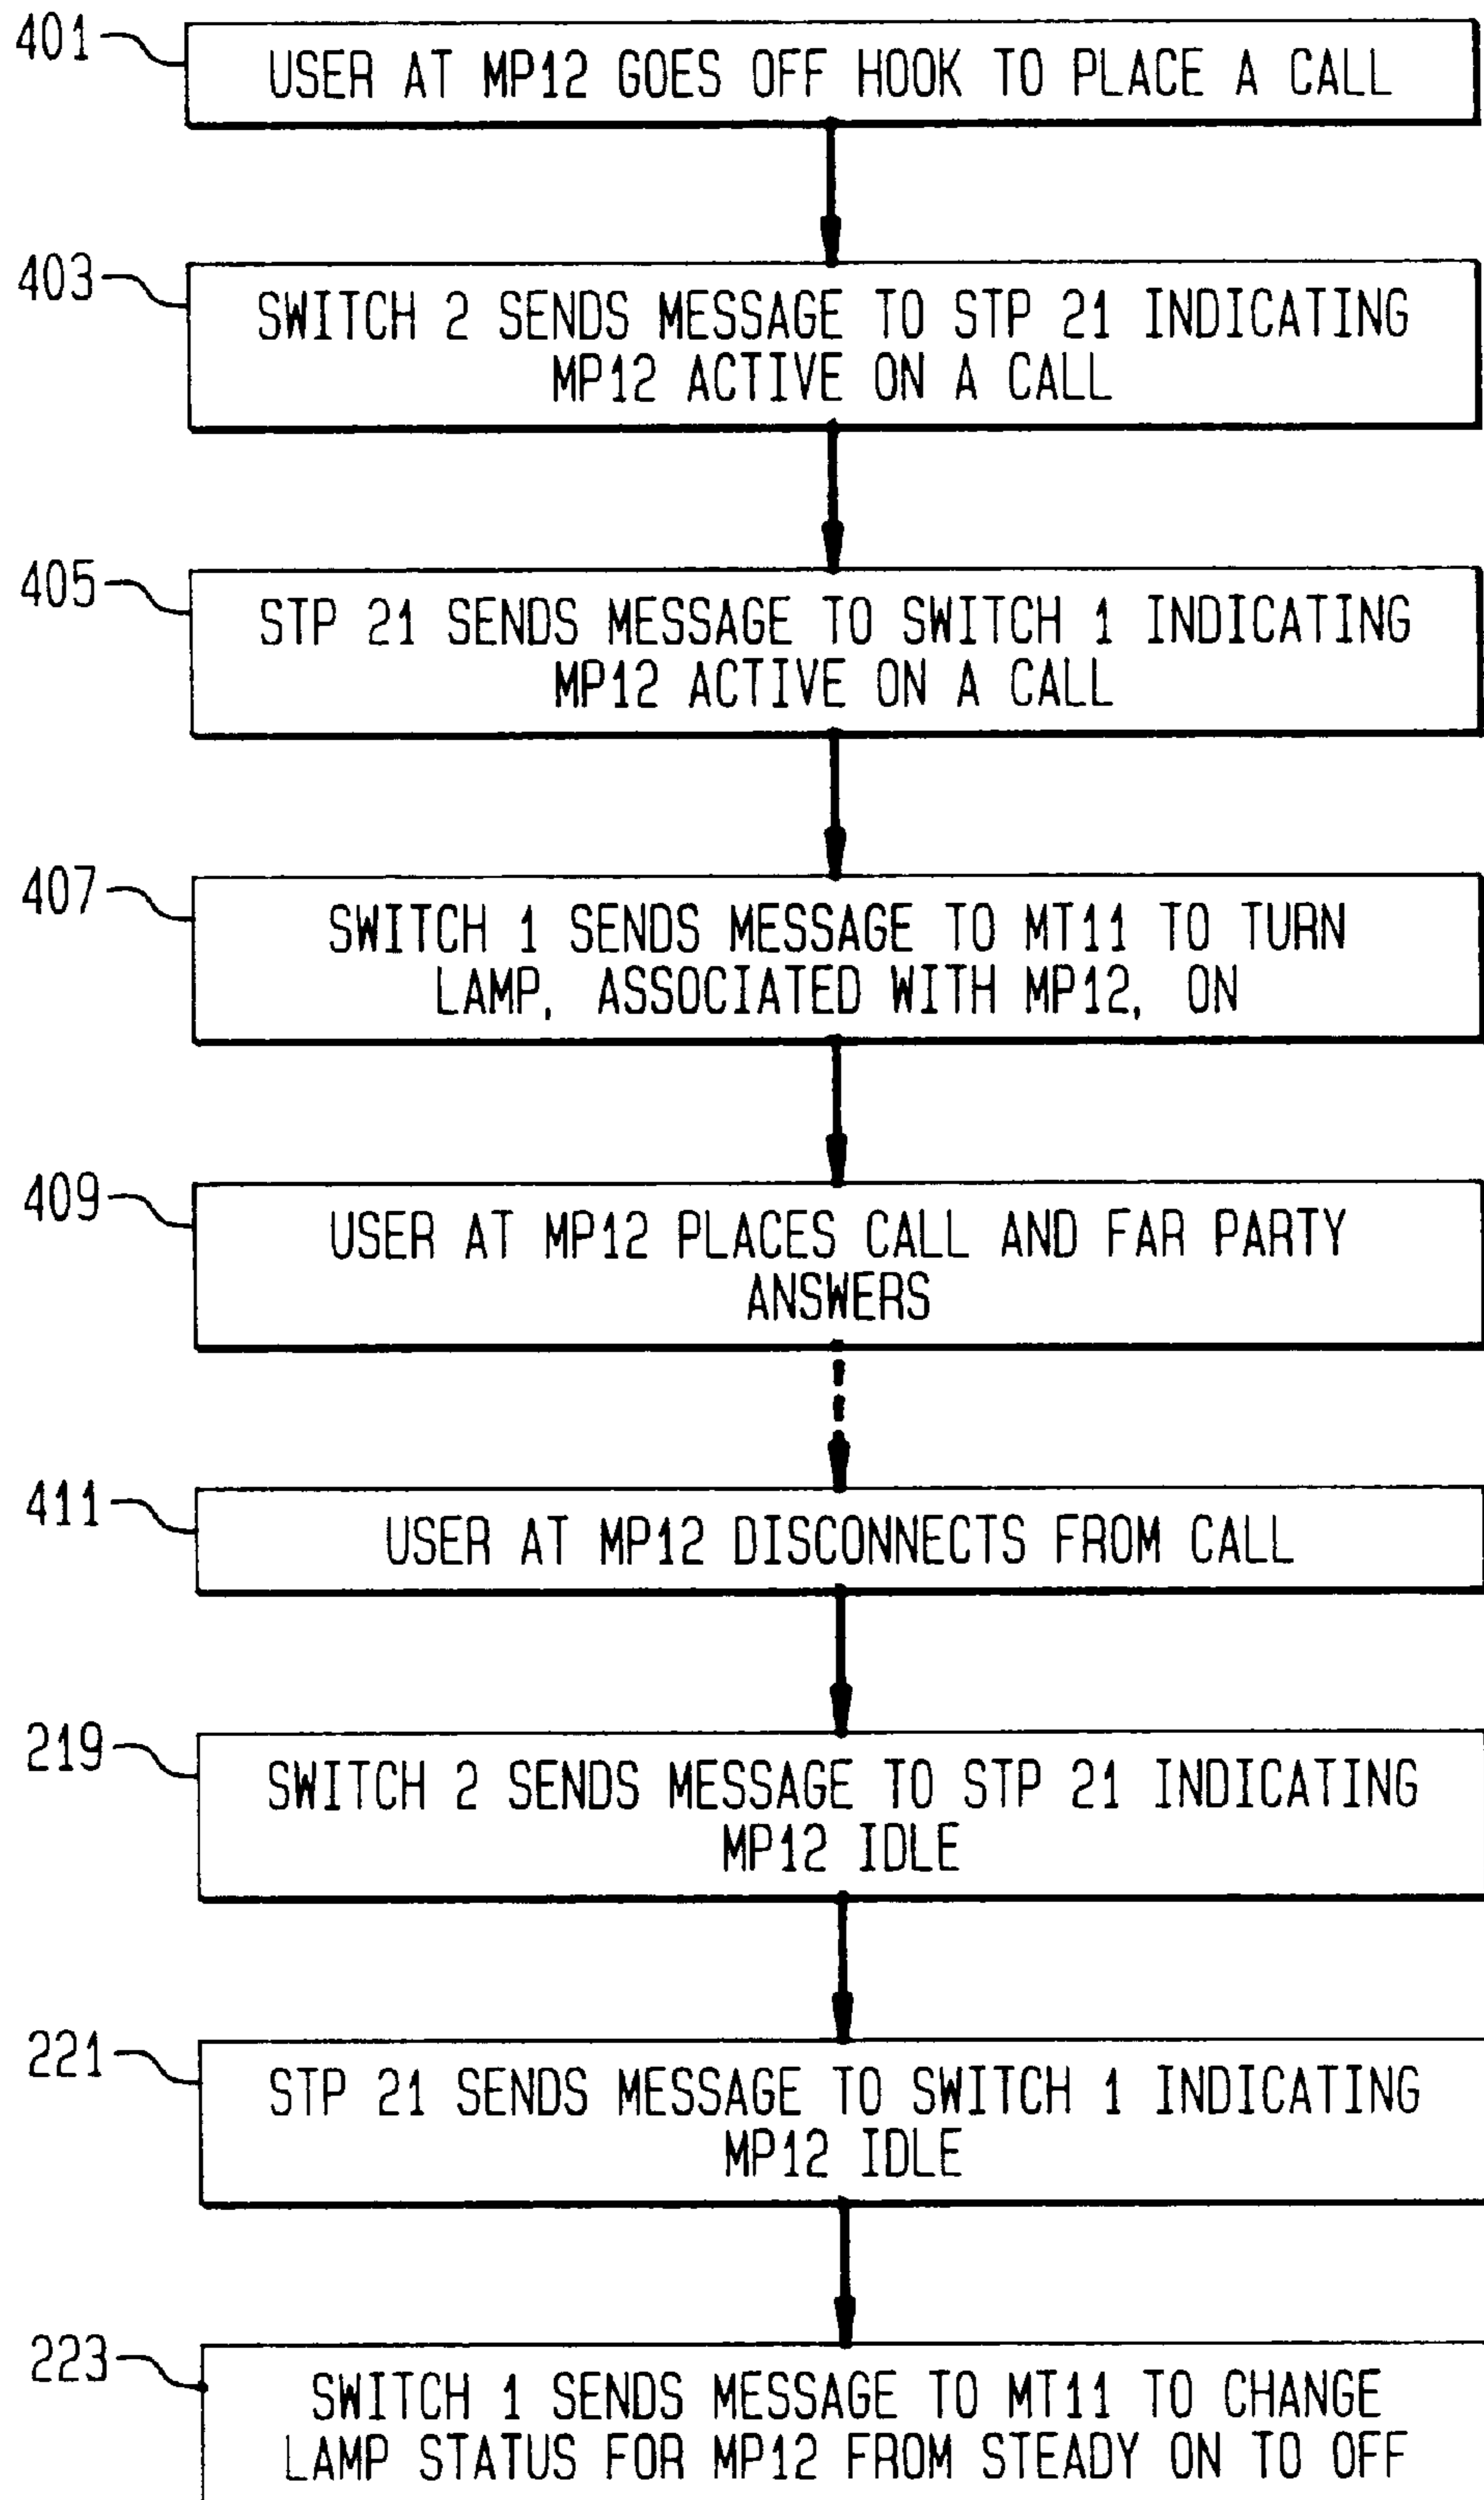 401
USER AT MP12 GOES OFF HOOK TO PLACE A CALL
403
SWITCH 2 SENDS MESSAGE TO STP 21 INDICATING
MP12 ACTIVE ON A CALL
405
STP 21 SENDS MESSAGE TO SWITCH 1 INDICATING
MP12 ACTIVE ON A CALL
407
SWITCH 1 SENDS MESSAGE TO MT11 TO TURN
LAMP, ASSOCIATED WITH MP12, ON
409
USER AT MP12 PLACES CALL AND FAR PARTY
ANSWERS
411
USER AT MP12 DISCONNECTS FROM CALL
219
SWITCH 2 SENDS MESSAGE TO STP 21 INDICATING
MP12 IDLE
221
STP 21 SENDS MESSAGE TO SWITCH 1 INDICATING
MP12 IDLE
223
SWITCH 1 SENDS MESSAGE TO MT11 TO CHANGE
LAMP STATUS FOR MP12 FROM STEADY ON TO OFF